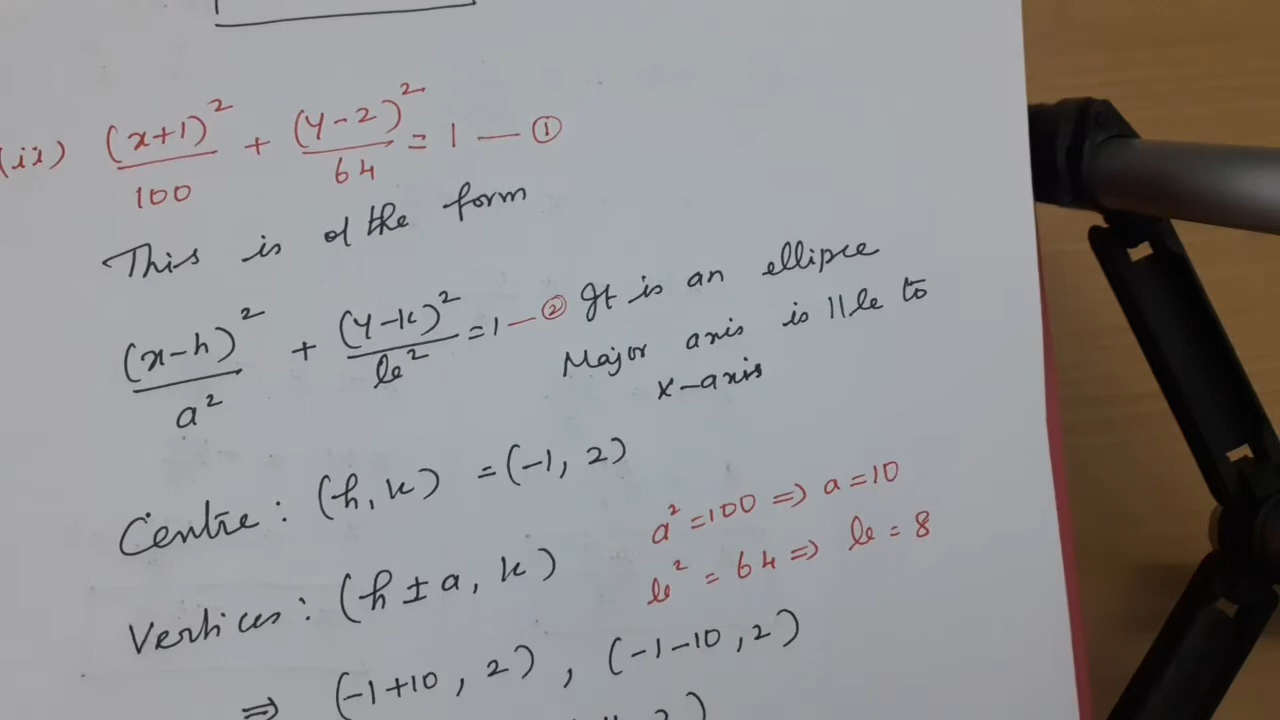 (ii) (x+1)²/100 + (y-2)²/64 = 1 — ①
This is of the form
(x-h)²/a² + (y-k)²/b² = 1 — ② It is an ellipse
Major axis is ||le to
x-axis
Centre: (h, k) = (-1, 2)
a² = 100 ⇒ a = 10
Vertices: (h ± a, k)
b² = 64 ⇒ b = 8
⇒ (-1+10, 2), (-1-10, 2)